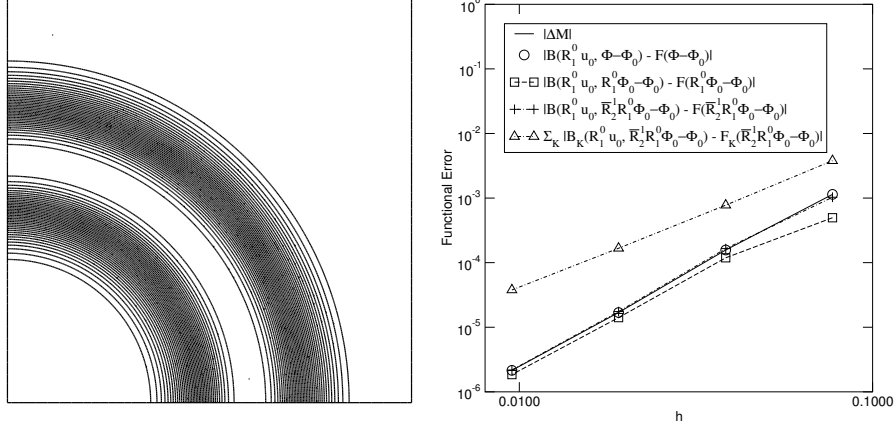 10⁰
10⁻¹
10⁻²
10⁻³
10⁻⁴
10⁻⁵
10⁻⁶
Functional Error
|ΔM|
|B(R₁⁰ u₀, Φ–Φ₀) - F(Φ–Φ₀)|
|B(R₁⁰ u₀, R₁⁰Φ₀–Φ₀) - F(R₁⁰Φ₀–Φ₀)|
|B(R₁⁰ u₀, R̅₂¹R₁⁰Φ₀–Φ₀) - F(R̅₂¹R₁⁰Φ₀–Φ₀)|
Σ_K |B_K(R₁⁰ u₀, R̅₂¹R₁⁰Φ₀–Φ₀) - F_K(R̅₂¹R₁⁰Φ₀–Φ₀)|
0.0100
0.1000
h